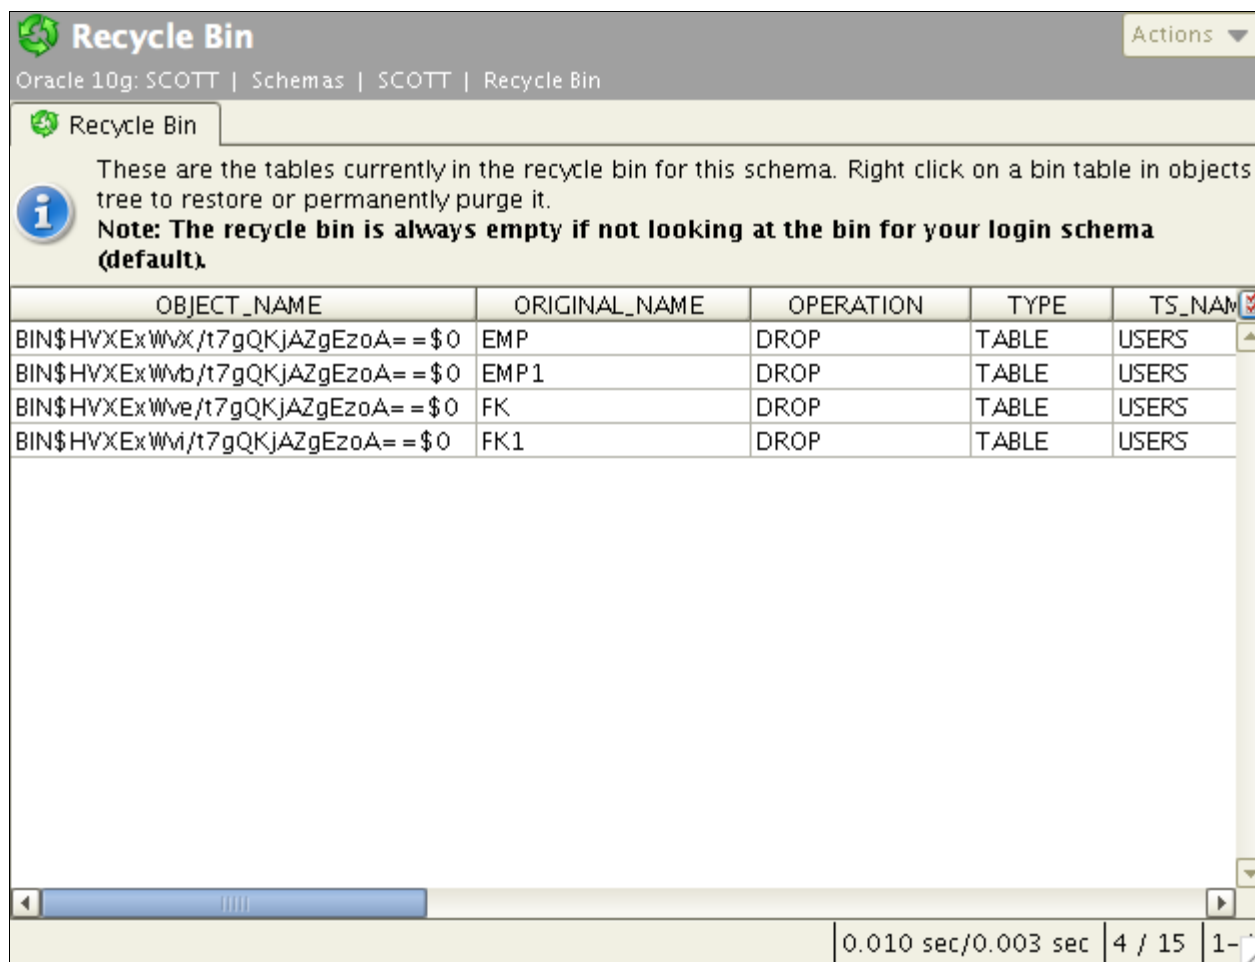 Recycle Bin
Actions
Oracle 10g: SCOTT | Schemas | SCOTT | Recycle Bin
Recycle Bin
These are the tables currently in the recycle bin for this schema. Right click on a bin table in objects
tree to restore or permanently purge it.
Note: The recycle bin is always empty if not looking at the bin for your login schema
(default).
OBJECT_NAME ORIGINAL_NAME OPERATION TYPE TS_NAM
BIN$HVXExWvX/t7gQKjAZgEzoA==$0 EMP DROP TABLE USERS
BIN$HVXExWvb/t7gQKjAZgEzoA==$0 EMP1 DROP TABLE USERS
BIN$HVXExWve/t7gQKjAZgEzoA==$0 FK DROP TABLE USERS
BIN$HVXExWvi/t7gQKjAZgEzoA==$0 FK1 DROP TABLE USERS
0.010 sec/0.003 sec 4 / 15 1-